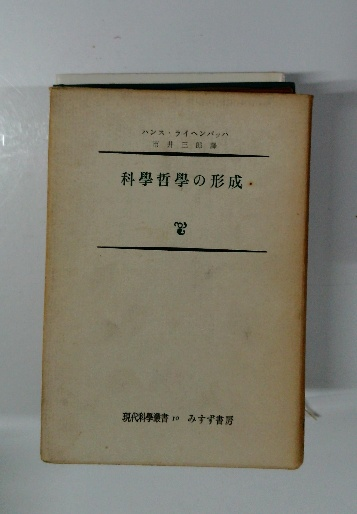 ハンス・ライヘンバッハ
市井三郎譯
科學哲學の形成
現代科學叢書 10 みすず書房